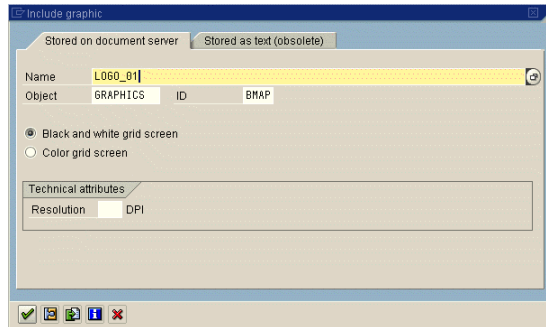 Include graphic
Stored on document server Stored as text (obsolete)
Name LOGO_01
Object GRAPHICS ID BMAP
Black and white grid screen
Color grid screen
Technical attributes
Resolution DPI